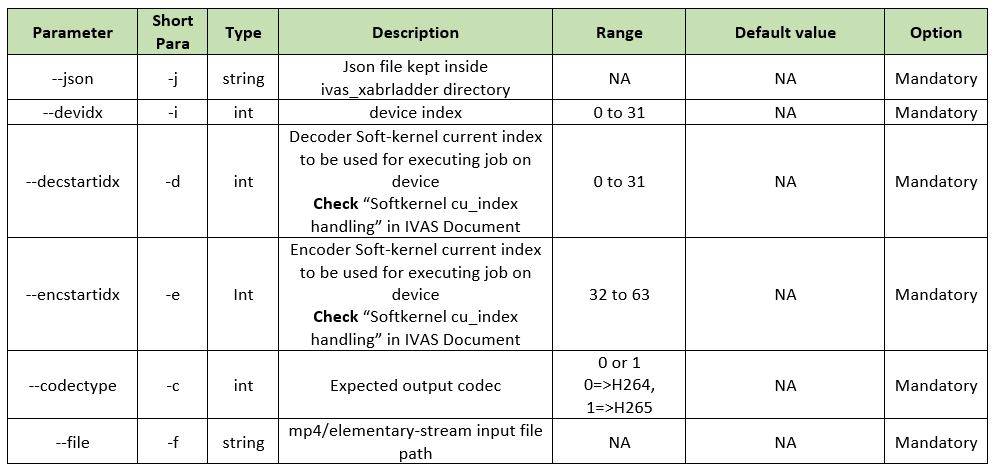 Parameter
Short
Para
Type
Description
Range
Default value
Option
--json
-j
string
Json file kept inside
ivas_xabrladder directory
NA
NA
Mandatory
--devidx
-i
int
device index
0 to 31
NA
Mandatory
--decstartidx
-d
int
Decoder Soft-kernel current index
to be used for executing job on
device
Check “Softkernel cu_index
handling” in IVAS Document
0 to 31
NA
Mandatory
--encstartidx
-e
Int
Encoder Soft-kernel current index
to be used for executing job on
device
Check “Softkernel cu_index
handling” in IVAS Document
32 to 63
NA
Mandatory
--codectype
-c
int
Expected output codec
0 or 1
0=>H264,
1=>H265
NA
Mandatory
--file
-f
string
mp4/elementary-stream input file
path
NA
NA
Mandatory